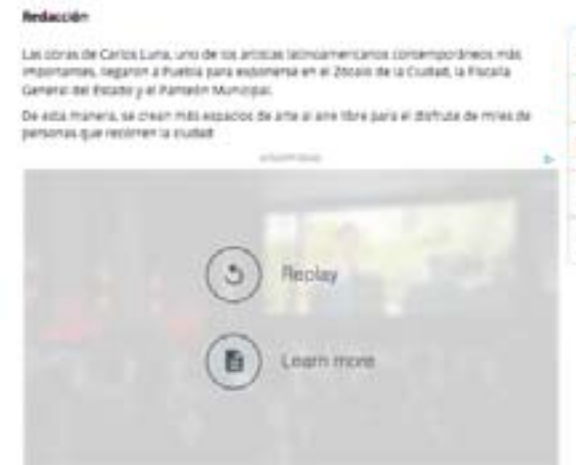 Redacción
Las obras de Carlos Luna, uno de los artistas latinoamericanos contemporáneos más
importantes, llegaron a Puebla para exponerse en el Zócalo de la Ciudad, la Fiscalía
General del Estado y el Panteón Municipal.
De esta manera, se crean más espacios de arte al aire libre para el disfrute de miles de
personas que recorren la ciudad
Replay
Learn more